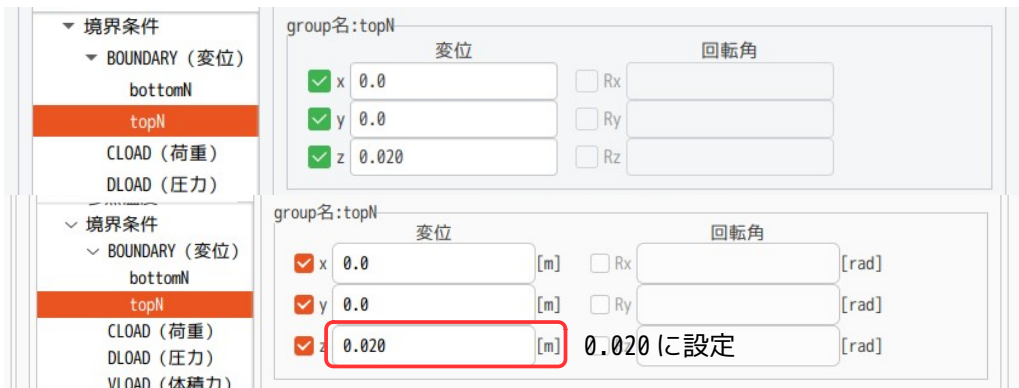 境界条件
BOUNDARY (変位)
bottomN
topN
CLOAD (荷重)
DLOAD (圧力)
group名:topN
変位 回転角
x 0.0 Rx
y 0.0 Ry
z 0.020 Rz
境界条件
BOUNDARY (変位)
bottomN
topN
CLOAD (荷重)
DLOAD (圧力)
VLOAD (体積力)
group名:topN
変位 回転角
x 0.0 [m] Rx [rad]
y 0.0 [m] Ry [rad]
z 0.020 [m] 0.020に設定 [rad]